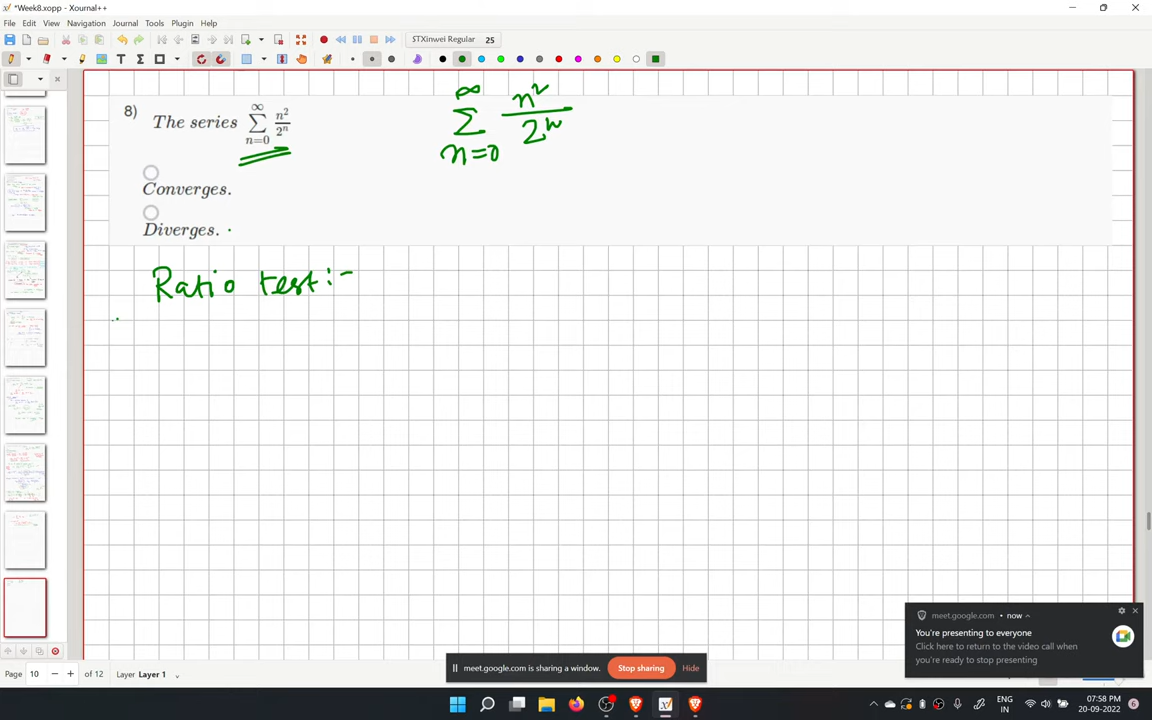 *Week8.xopp - Xournal++
File Edit View Navigation Journal Tools Plugin Help
STXinwei Regular 25
8) The series ∑ n=0 ∞ n²/2ⁿ
∑ n=0 ∞ n²/2ⁿ
Converges.
Diverges.
Ratio test:-
meet.google.com • now
You're presenting to everyone
Click here to return to the video call when
you're ready to stop presenting
meet.google.com is sharing a window. Stop sharing Hide
Page 10 of 12 Layer Layer 1
ENG
IN
07:58 PM
20-09-2022
6